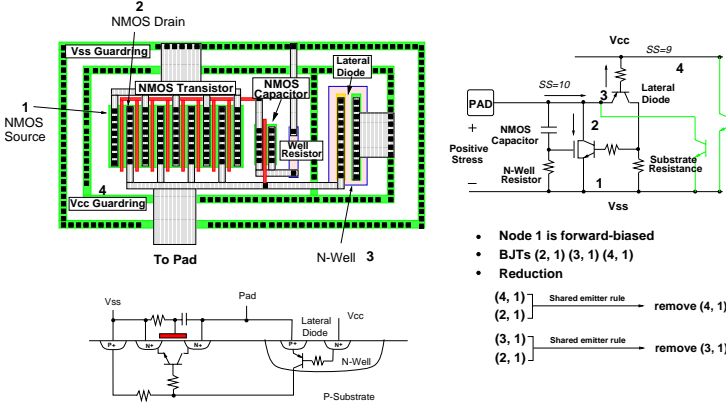 2
NMOS Drain
Vss Guardring
Lateral
Diode
NMOS Transistor
NMOS
Capacitor
1
NMOS
Source
Well
Resistor
4
Vcc Guardring
To Pad
N-Well 3
Vcc
SS=9
4
SS=10
3
Lateral
Diode
PAD
+
Positive
Stress
NMOS
Capacitor
2
N-Well
Resistor
Substrate
Resistance
1
Vss
• Node 1 is forward-biased
• BJTs (2, 1) (3, 1) (4, 1)
• Reduction
(4, 1)
(2, 1)
Shared emitter rule
remove (4, 1)
(3, 1)
(2, 1)
Shared emitter rule
remove (3, 1)
Vss
Pad
Lateral
Diode
Vcc
P+
N+
N+
P+
N+
N-Well
P-Substrate